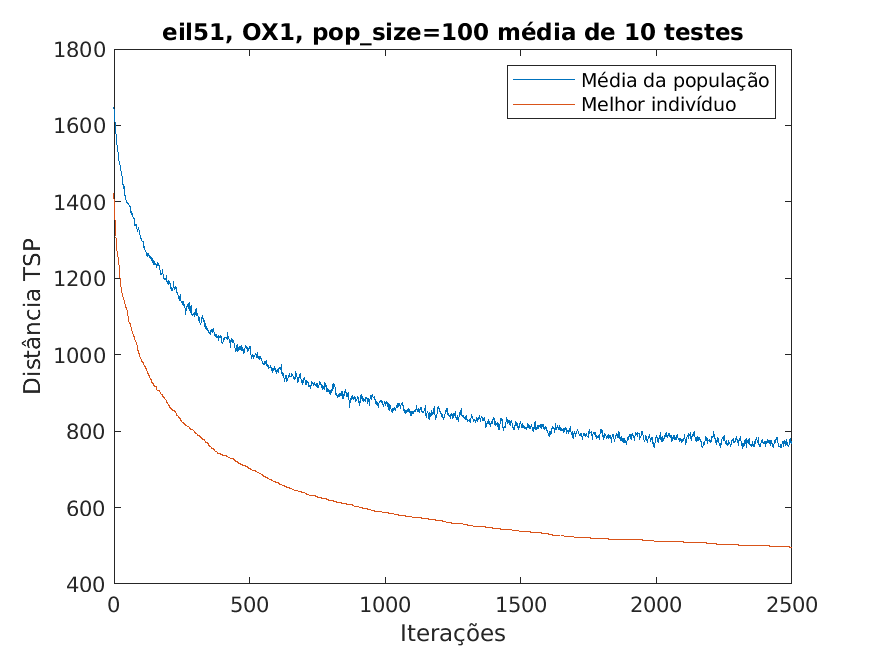 eil51, OX1, pop_size=100 média de 10 testes
1800
1600
1400
1200
1000
800
600
400
Distância TSP
Média da população
Melhor indivíduo
0
500
1000
1500
2000
2500
Iterações